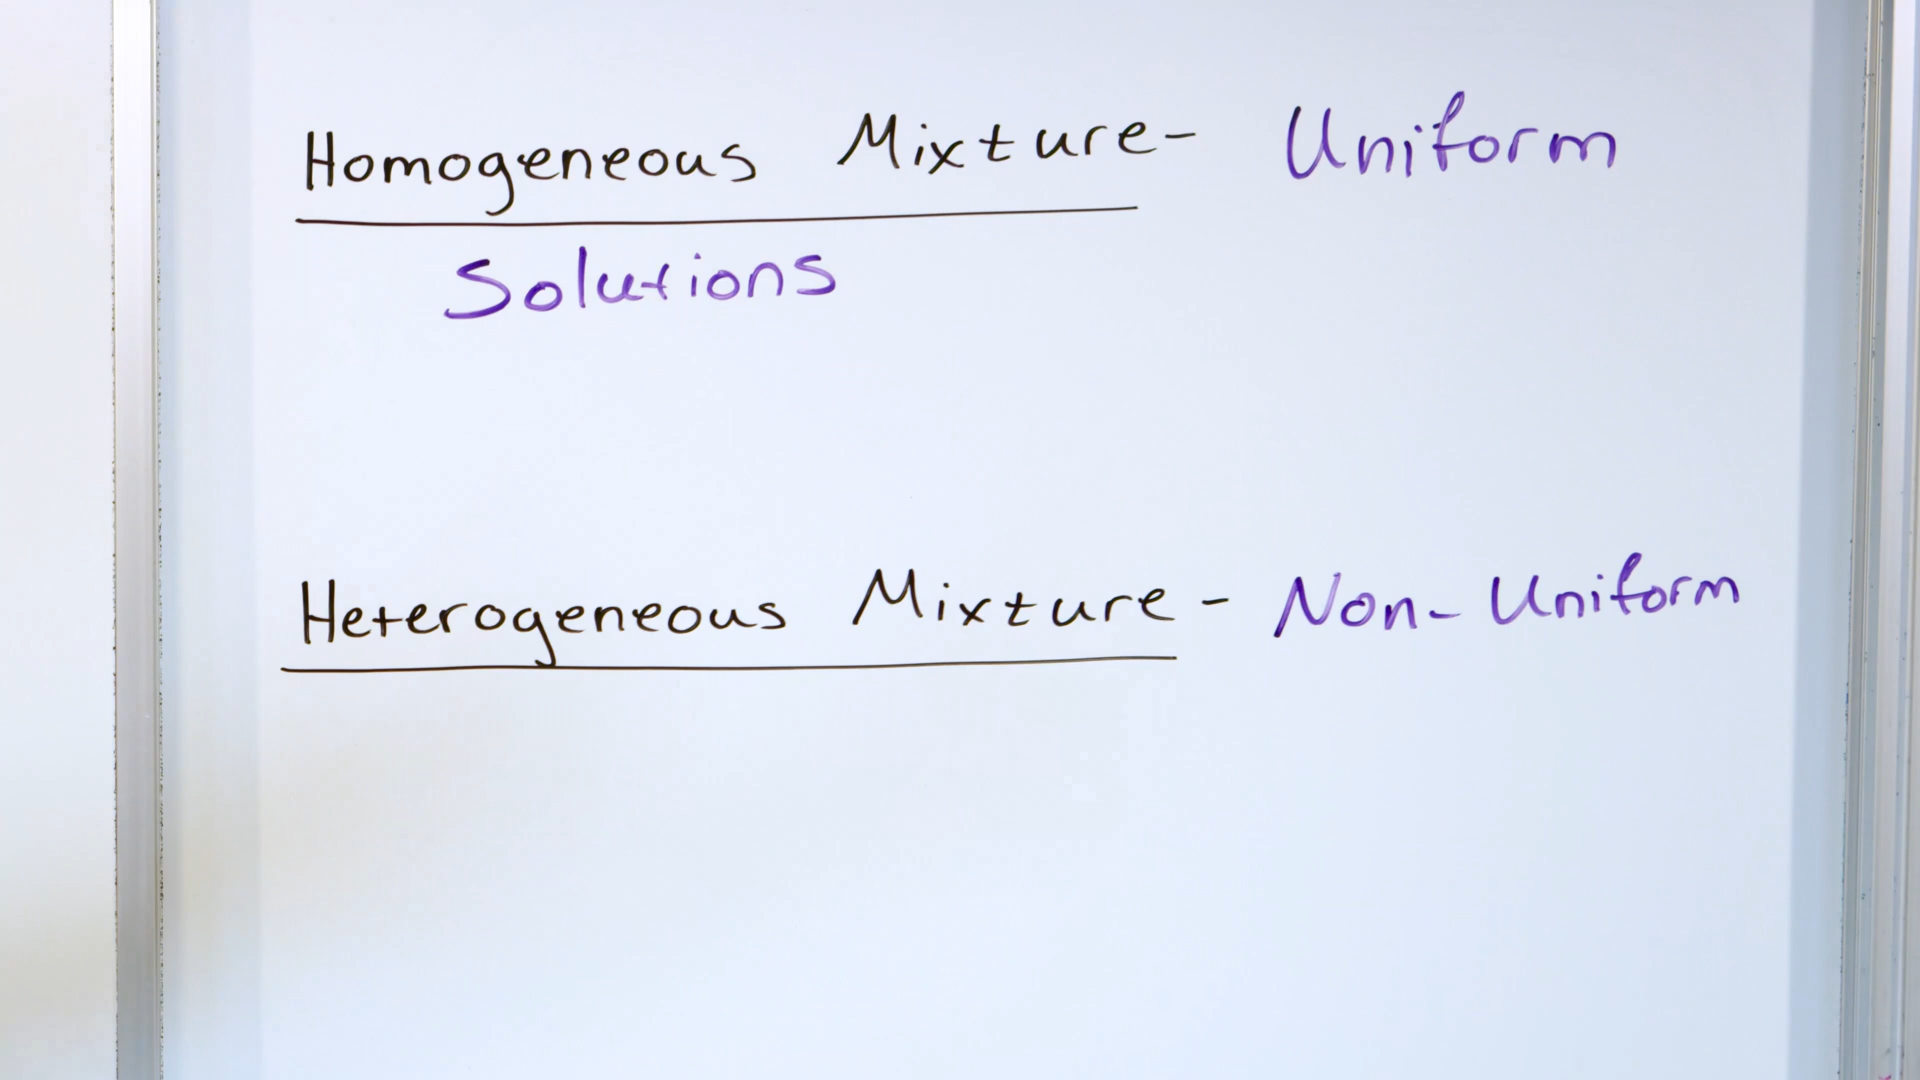 Homogeneous Mixture- Uniform
Solutions
Heterogeneous Mixture - Non-Uniform